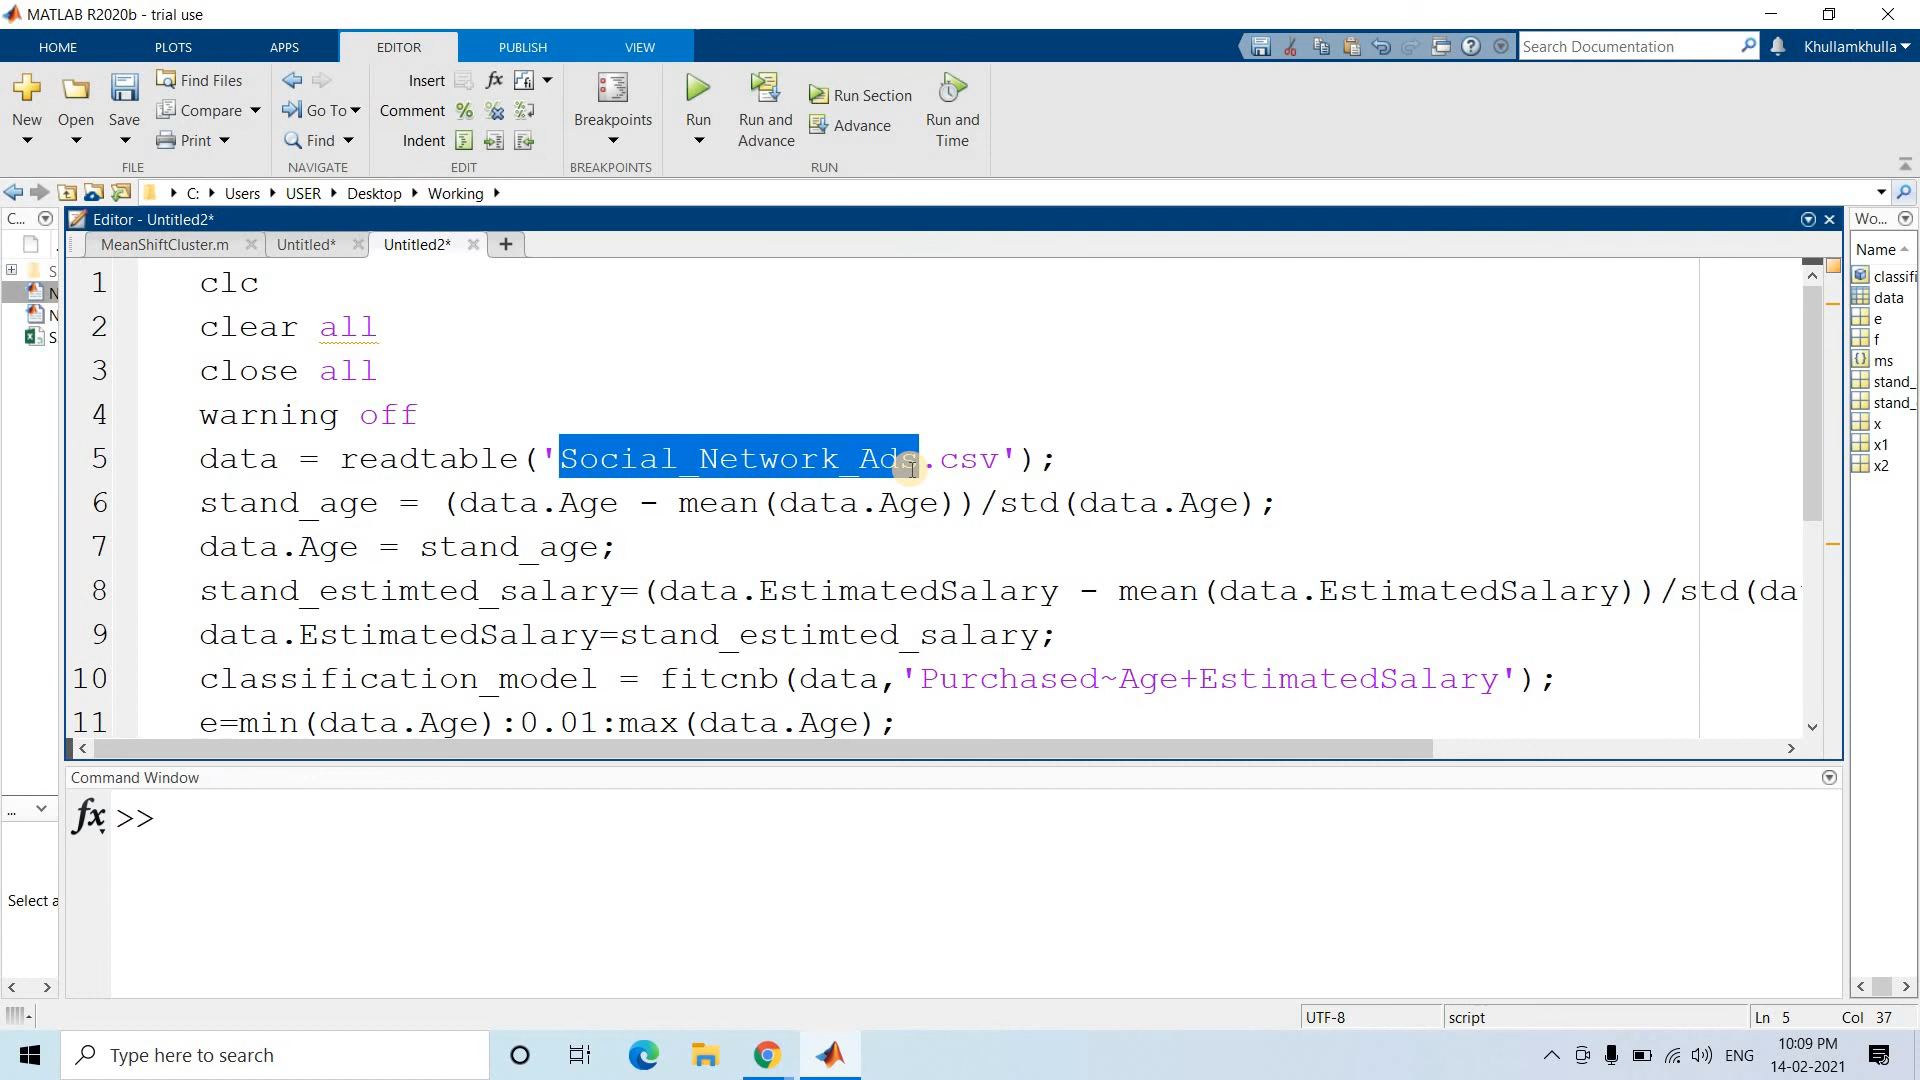 MATLAB R2020b - trial use
HOME PLOTS APPS EDITOR PUBLISH VIEW
Search Documentation
Khullamkhulla
New Open Save
Find Files
Compare
Print
FILE
Go To
Find
NAVIGATE
Insert
Comment
Indent
EDIT
Breakpoints
BREAKPOINTS
Run
Run and Advance
Run Section
Advance
Run and Time
RUN
C: Users USER Desktop Working
C...
Editor - Untitled2*
Wo...
MeanShiftCluster.m Untitled* Untitled2*
1 clc
2 clear all
3 close all
4 warning off
5 data = readtable('Social_Network_Ads.csv');
6 stand_age = (data.Age - mean(data.Age))/std(data.Age);
7 data.Age = stand_age;
8 stand_estimted_salary=(data.EstimatedSalary - mean(data.EstimatedSalary))/std(da
9 data.EstimatedSalary=stand_estimted_salary;
10 classification_model = fitcnb(data,'Purchased~Age+EstimatedSalary');
11 e=min(data.Age):0.01:max(data.Age);
S
N
N
S
Name
classifi
data
e
f
ms
stand_
stand_
x
x1
x2
Command Window
fx >>
...
Select a
UTF-8 script Ln 5 Col 37
Type here to search
ENG
10:09 PM
14-02-2021